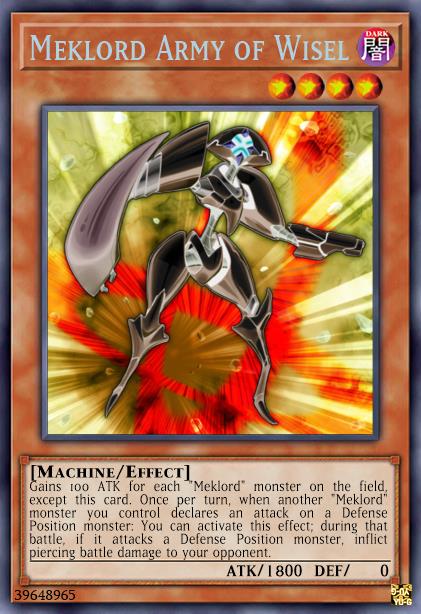 Meklord Army of Wisel
DARK
闇
[Machine/Effect]
Gains 100 ATK for each "Meklord" monster on the field,
except this card. Once per turn, when another "Meklord"
monster you control declares an attack on a Defense
Position monster: You can activate this effect; during that
battle, if it attacks a Defense Position monster, inflict
piercing battle damage to your opponent.
ATK/1800 DEF/ 0
39648965